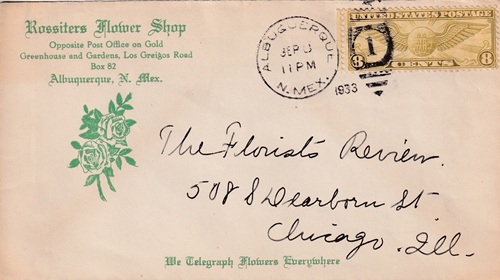 Rossiters Flower Shop
Opposite Post Office on Gold
Greenhouse and Gardens, Los Greigos Road
Box 82
Albuquerque, N. Mex.
ALBUQUERQUE
SEP
11 PM
N. MEX.
1933
1
UNITED STATES POSTAGE
8 CENTS 8
The Florists Review.
508 S Dearborn St
Chicago. Ill.
We Telegraph Flowers Everywhere